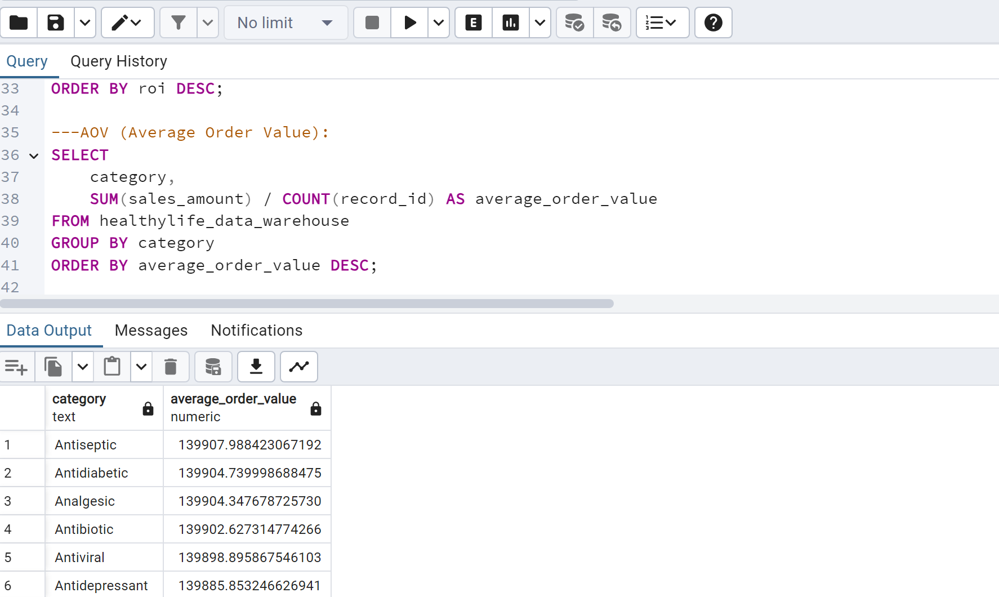 No limit
E
Query Query History
33 ORDER BY roi DESC;
34
35 ---AOV (Average Order Value):
36 SELECT
37 category,
38 SUM(sales_amount) / COUNT(record_id) AS average_order_value
39 FROM healthylife_data_warehouse
40 GROUP BY category
41 ORDER BY average_order_value DESC;
42
Data Output Messages Notifications
category average_order_value
text numeric
1 Antiseptic 139907.988423067192
2 Antidiabetic 139904.739998688475
3 Analgesic 139904.347678725730
4 Antibiotic 139902.627314774266
5 Antiviral 139898.895867546103
6 Antidepressant 139885.853246626941